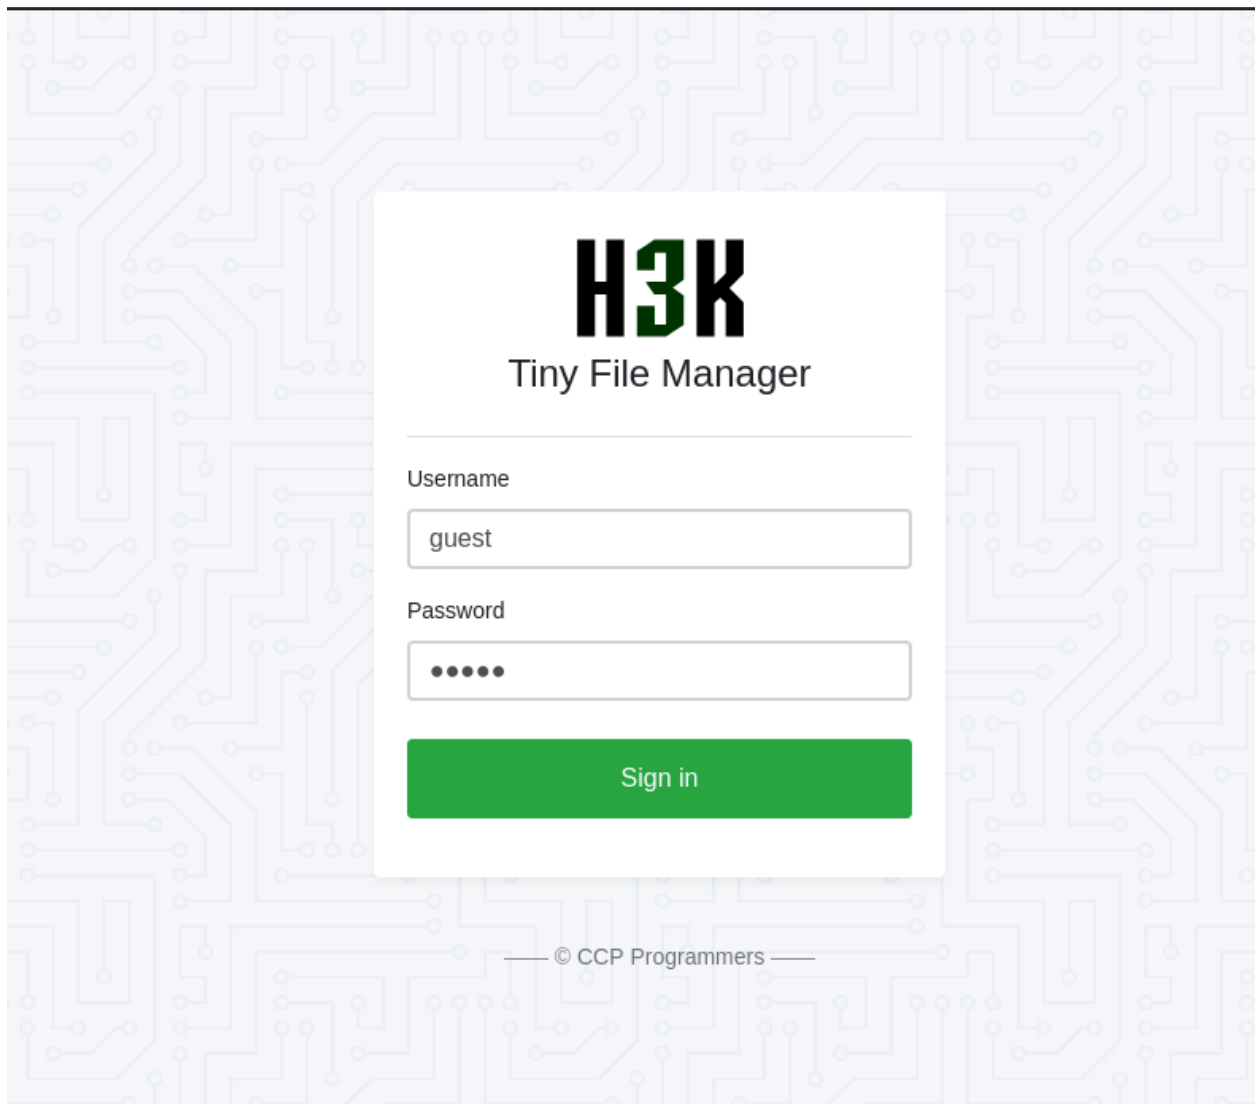 H3K
Tiny File Manager
Username
guest
Password
•••••
Sign in
© CCP Programmers